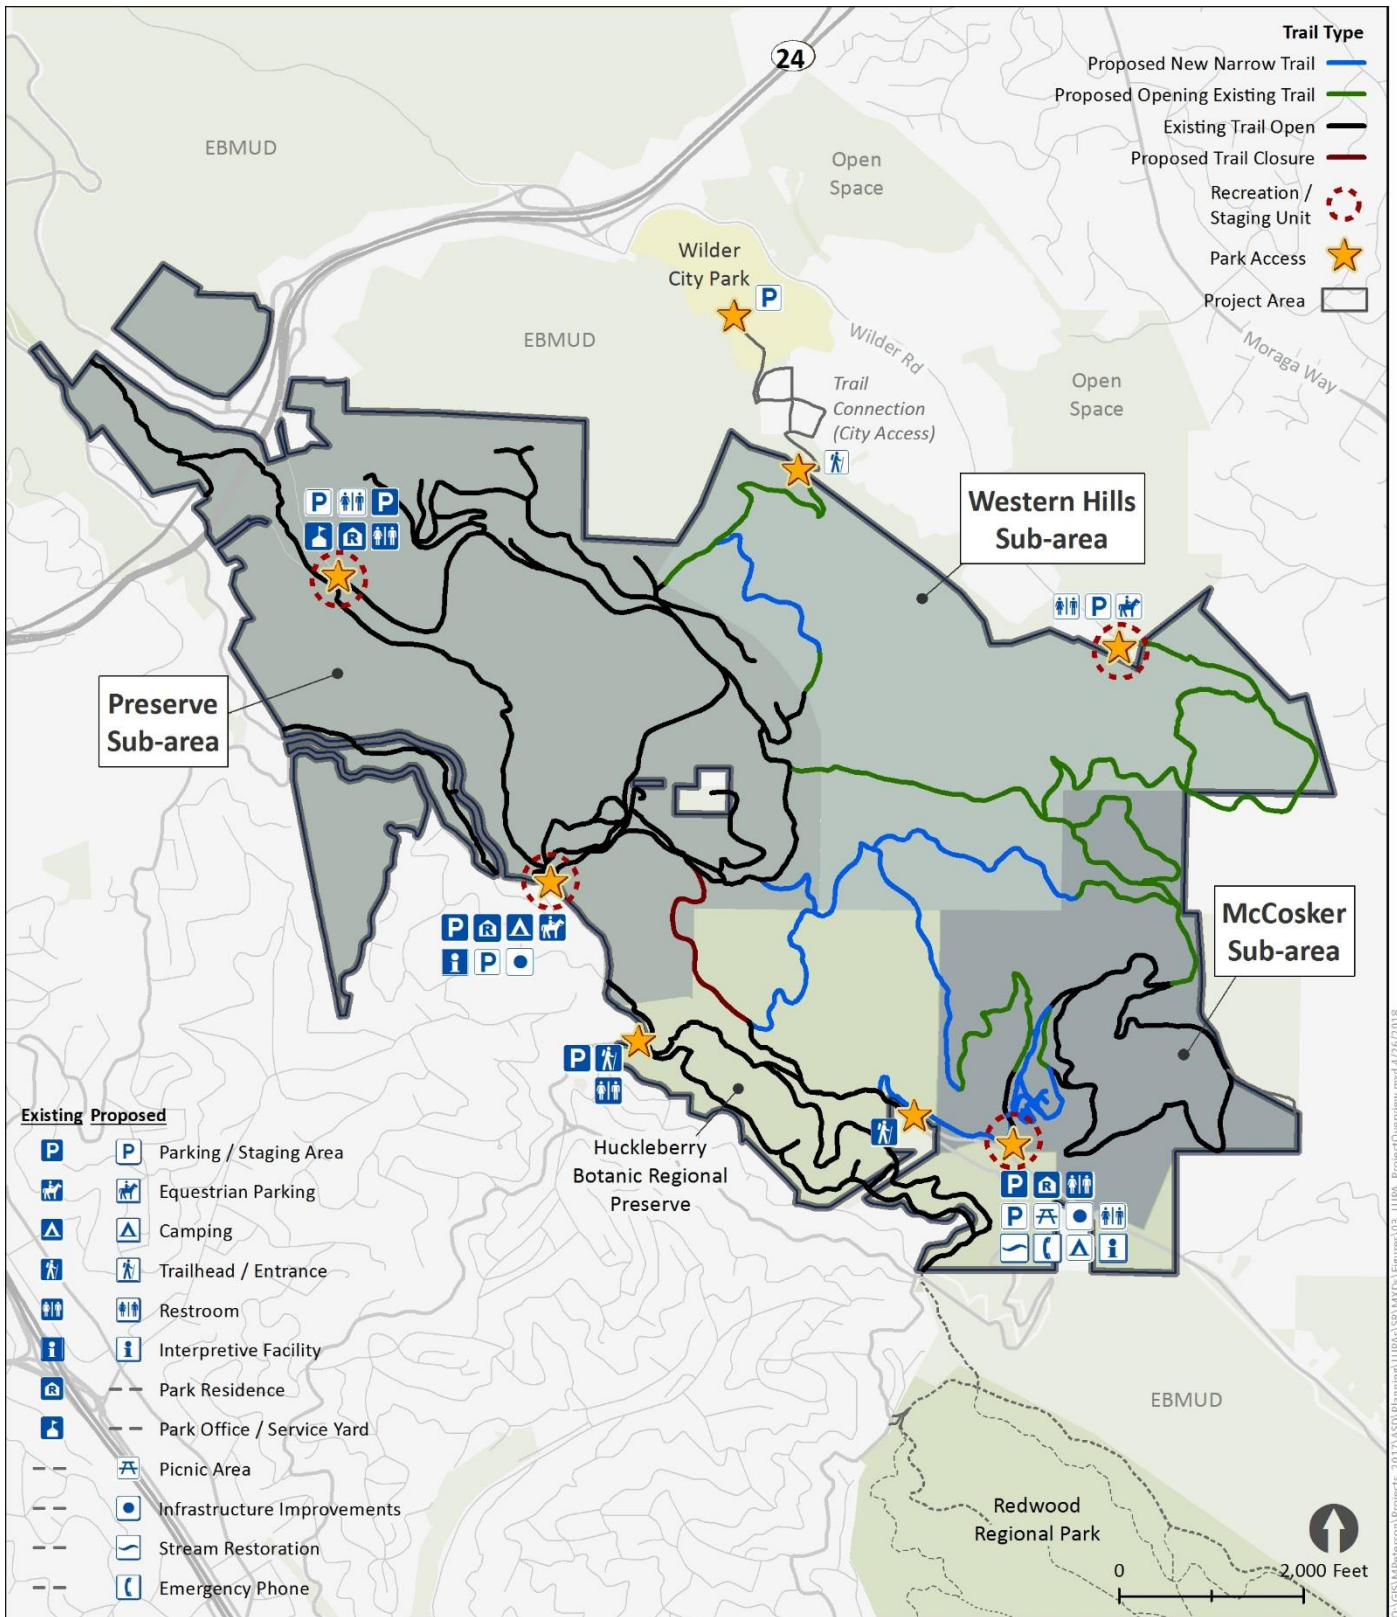 24
Trail Type
Proposed New Narrow Trail
Proposed Opening Existing Trail
Existing Trail Open
Proposed Trail Closure
Recreation /
Staging Unit
Park Access
Project Area
EBMUD
Open
Space
Wilder
City Park
P
EBMUD
Wilder Rd
Moraga Way
Open
Space
Trail
Connection
(City Access)
Western Hills
Sub-area
P P
R
P
Preserve
Sub-area
McCosker
Sub-area
P R
i P
P
Huckleberry
Botanic Regional
Preserve
P R
P
i
Existing Proposed
P P Parking / Staging Area
Equestrian Parking
Camping
Trailhead / Entrance
Restroom
i i Interpretive Facility
R Park Residence
Park Office / Service Yard
Picnic Area
Infrastructure Improvements
Stream Restoration
Emergency Phone
EBMUD
Redwood
Regional Park
0 2,000 Feet